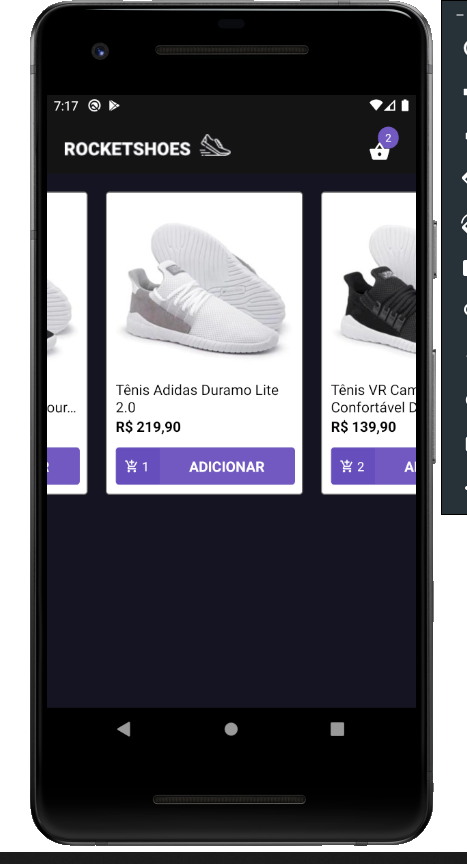 7:17
ROCKETSHOES
2
our...
Tênis Adidas Duramo Lite
2.0
R$ 219,90
1 ADICIONAR
Tênis VR Cam
Confortável D
R$ 139,90
2 A